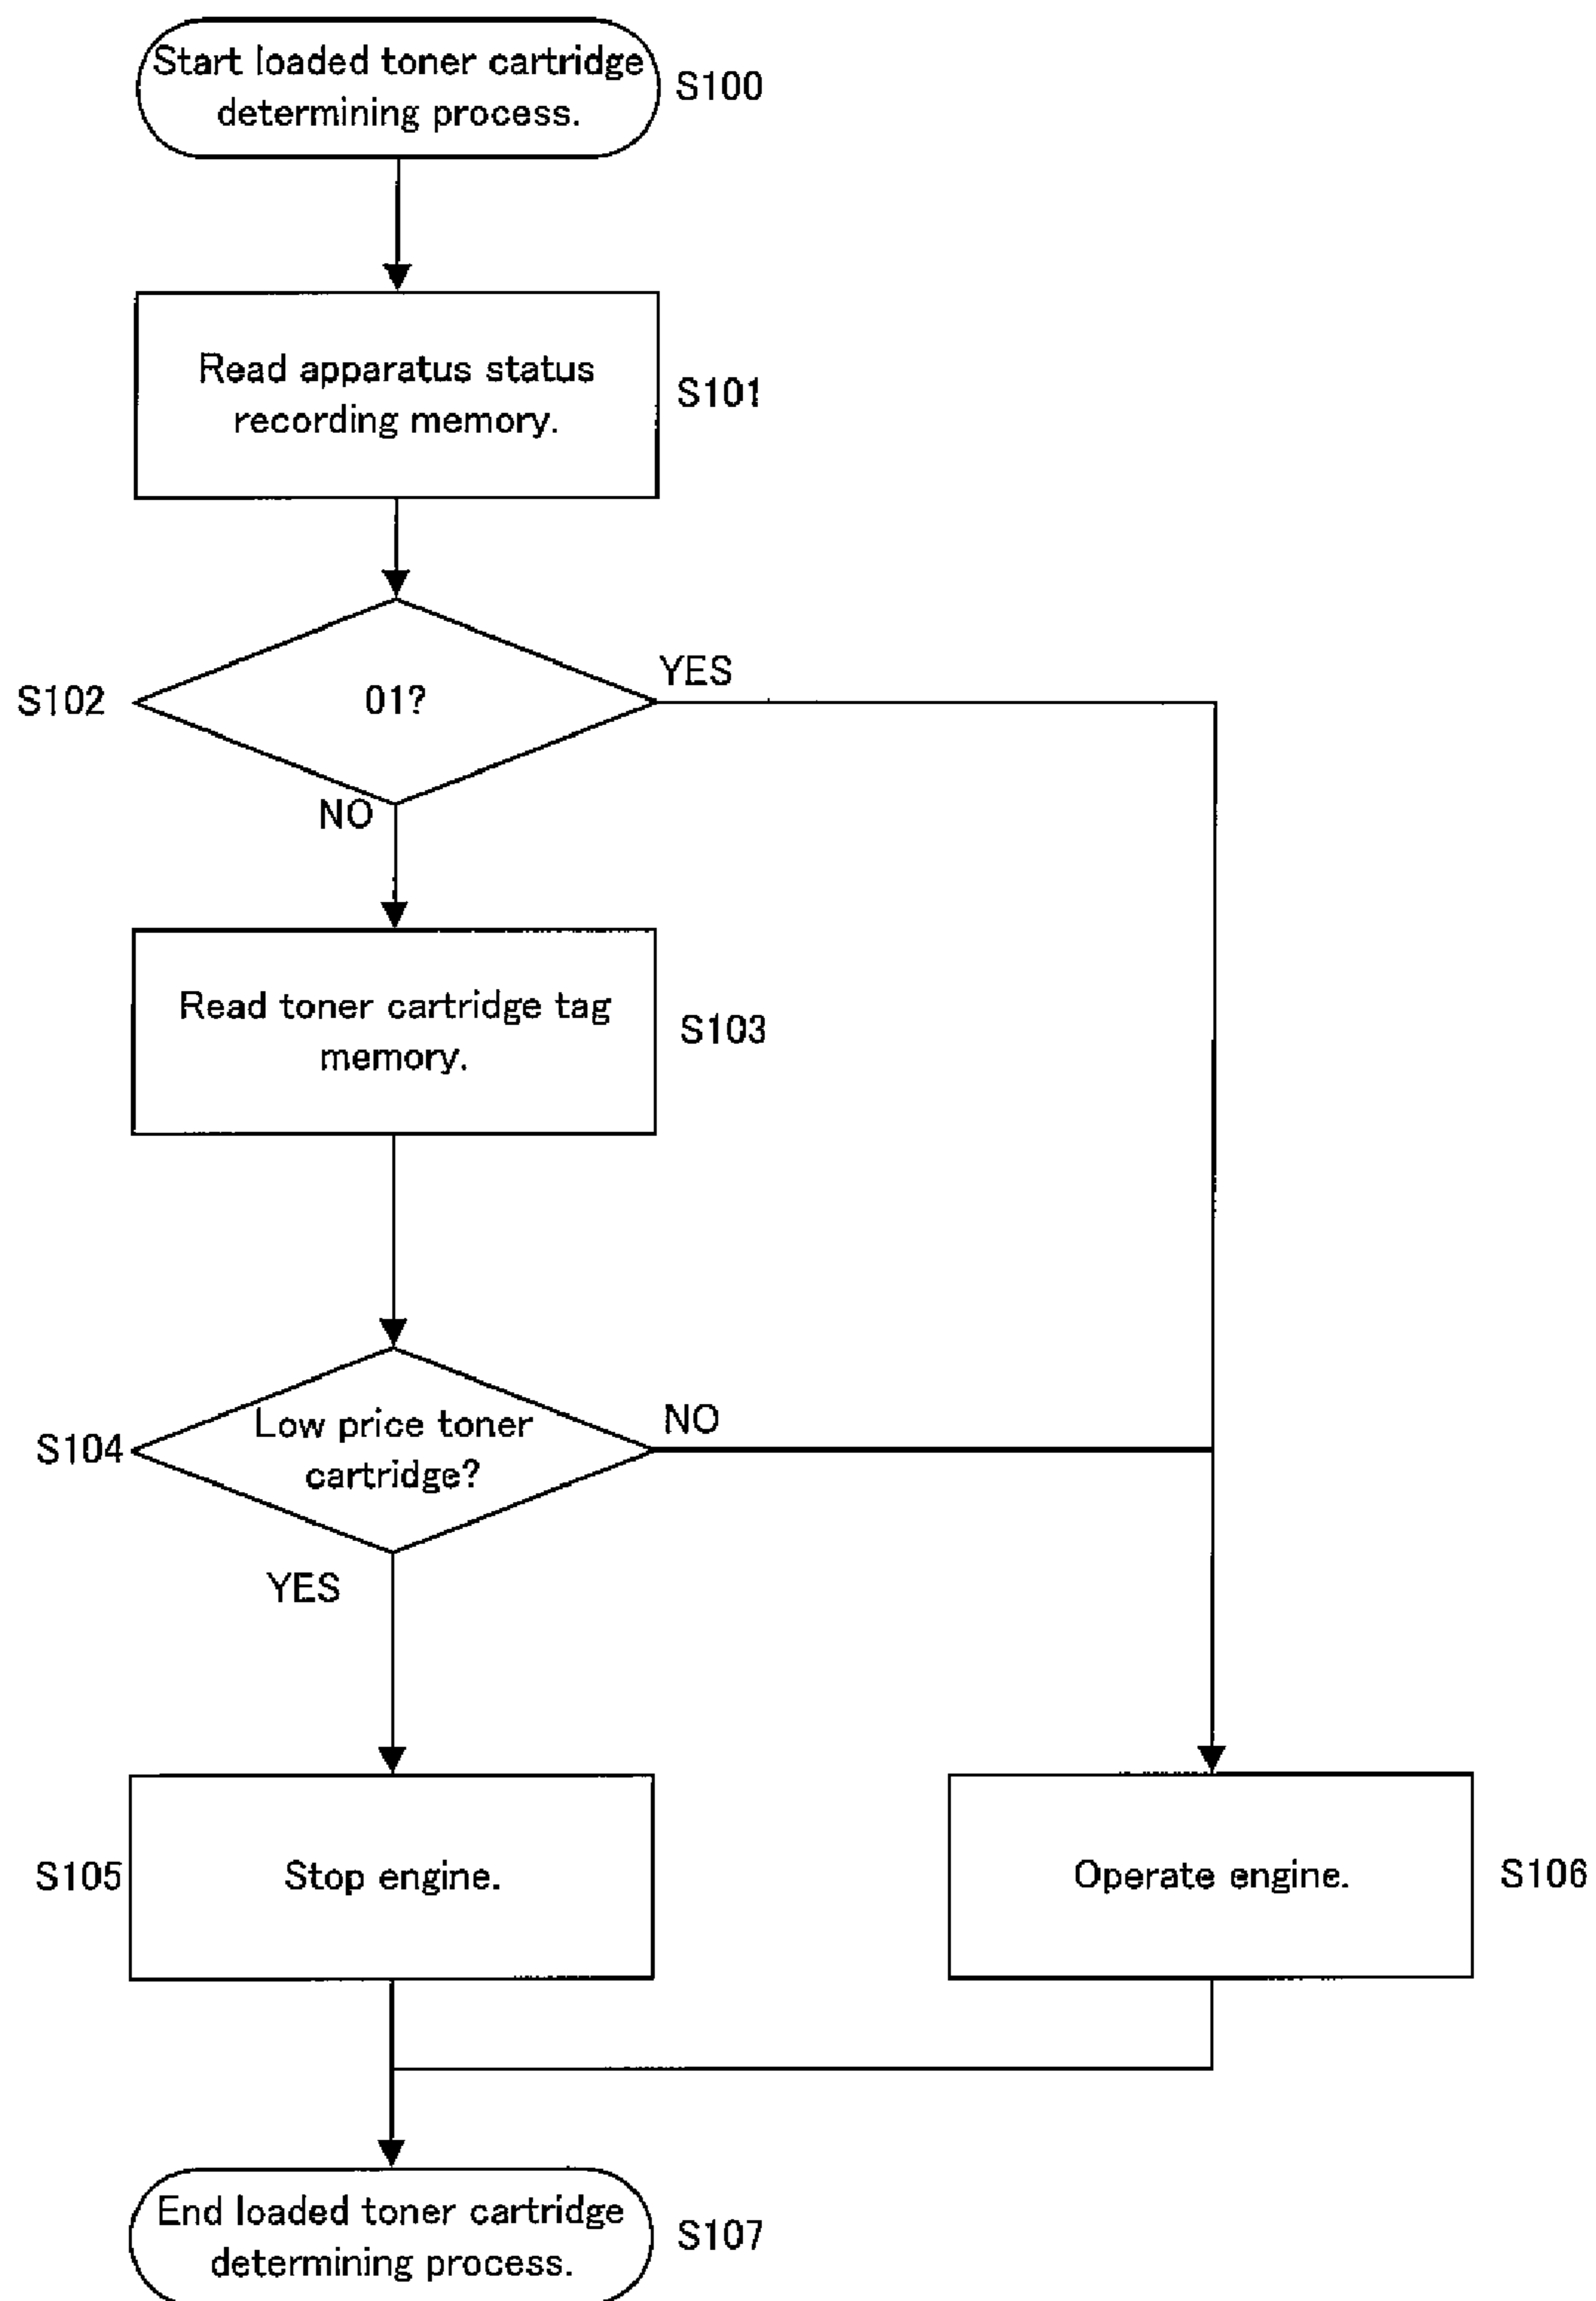 Start loaded toner cartridge
determining process.
S100
Read apparatus status
recording memory.
S101
S102
01?
YES
NO
Read toner cartridge tag
memory.
S103
S104
Low price toner
cartridge?
NO
YES
S105
Stop engine.
Operate engine.
S106
End loaded toner cartridge
determining process.
S107